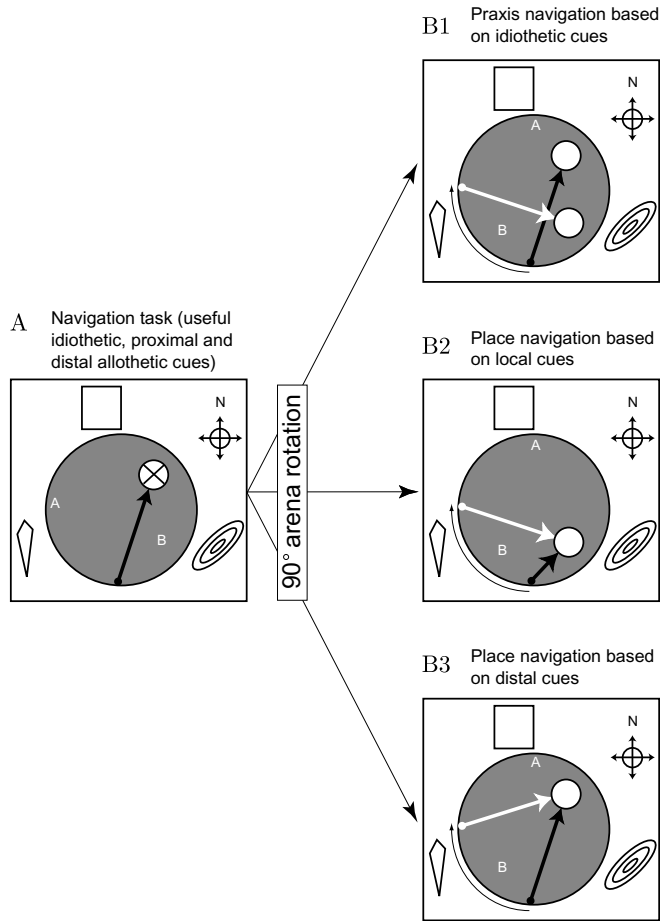 A
Navigation task (useful
idiothetic, proximal and
distal allothetic cues)
N
A
B
90° arena rotation
B1
Praxis navigation based
on idiothetic cues
N
A
B
B2
Place navigation based
on local cues
N
A
B
B3
Place navigation based
on distal cues
N
A
B